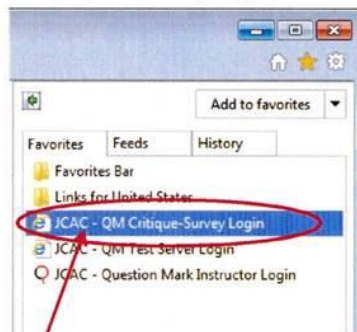 Add to favorites
Favorites Feeds History
Favorites Bar
Links for United States
JCAC - QM Critique-Survey Login
JCAC - QM Test Server Login
JCAC - Question Mark Instructor Login